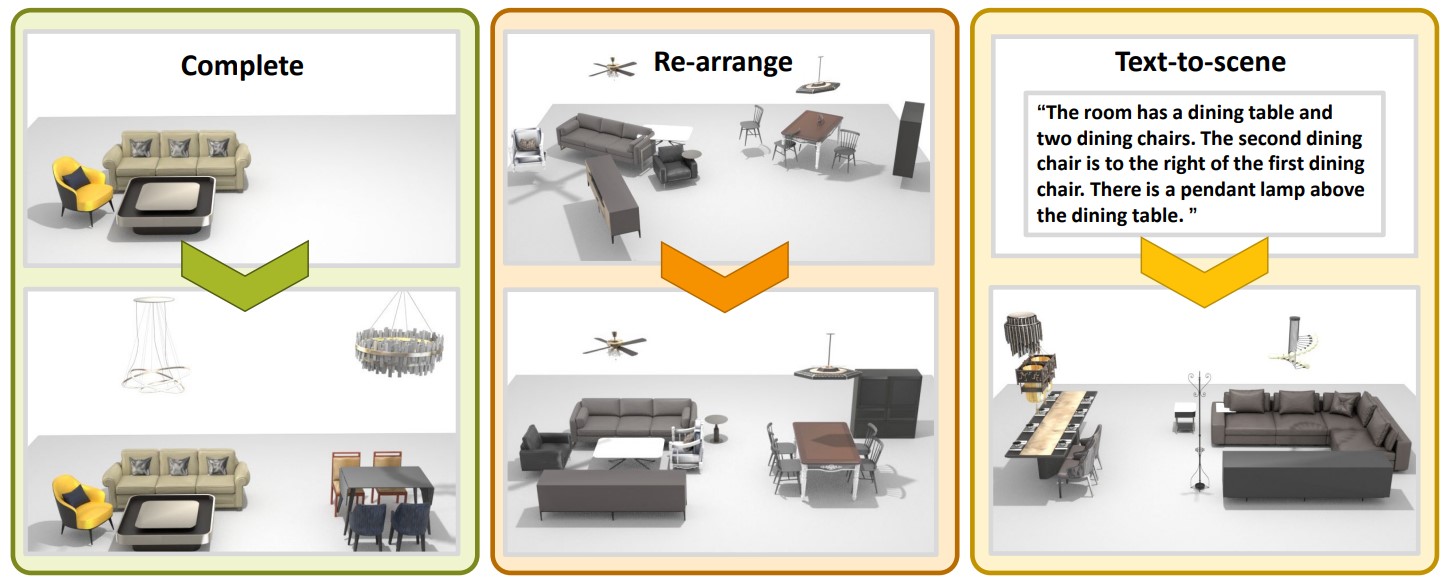 Complete
Re-arrange
Text-to-scene
“The room has a dining table and
two dining chairs. The second dining
chair is to the right of the first dining
chair. There is a pendant lamp above
the dining table. ”